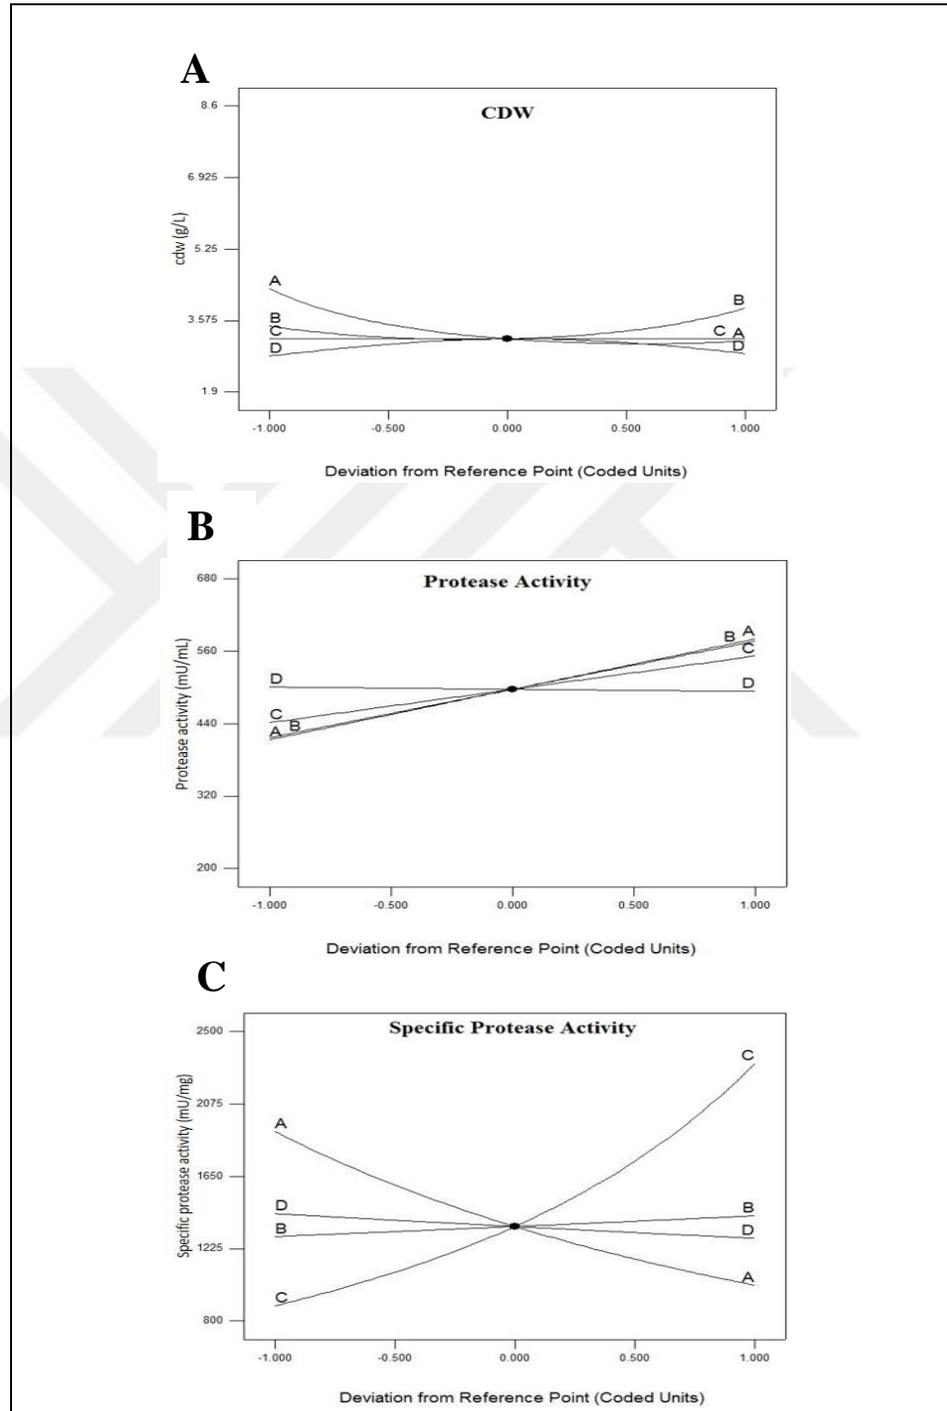 A
CDW
8.6
6.925
5.25
3.575
1.9
cdw (g/L)
A
B
C
D
B
C A
D
-1.000 -0.500 0.000 0.500 1.000
Deviation from Reference Point (Coded Units)
B
Protease Activity
680
560
440
320
200
Protease activity (mU/mL)
D
C
A B
B A
C
D
-1.000 -0.500 0.000 0.500 1.000
Deviation from Reference Point (Coded Units)
C
Specific Protease Activity
2500
2075
1650
1225
800
Specific protease activity (mU/mg)
A
D
B
C
C
B
D
A
-1.000 -0.500 0.000 0.500 1.000
Deviation from Reference Point (Coded Units)